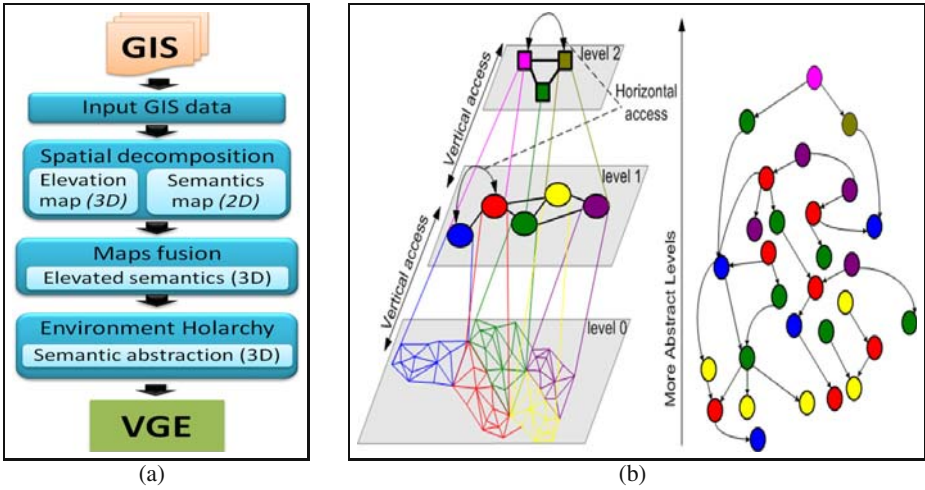 GIS
Input GIS data
Spatial decomposition
Elevation
map (3D)
Semantics
map (2D)
Maps fusion
Elevated semantics (3D)
Environment Holarchy
Semantic abstraction (3D)
VGE
(a)
level 2
Vertical access
Horizontal
access
level 1
Vertical access
level 0
More Abstract Levels
(b)